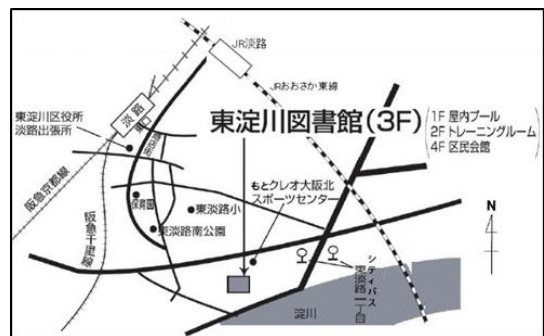 JR淡路
JRおおさか東線
淡路
東淀川区役所
淡路出張所
東淀川図書館(3F)
1F 屋内プール
2F トレーニングルーム
4F 区民会館
阪急京都線
阪急千里線
保育園
東淡路小
東淡路南公園
もとクレオ大阪北
スポーツセンター
N
シティバス
東淡路一丁目
淀川